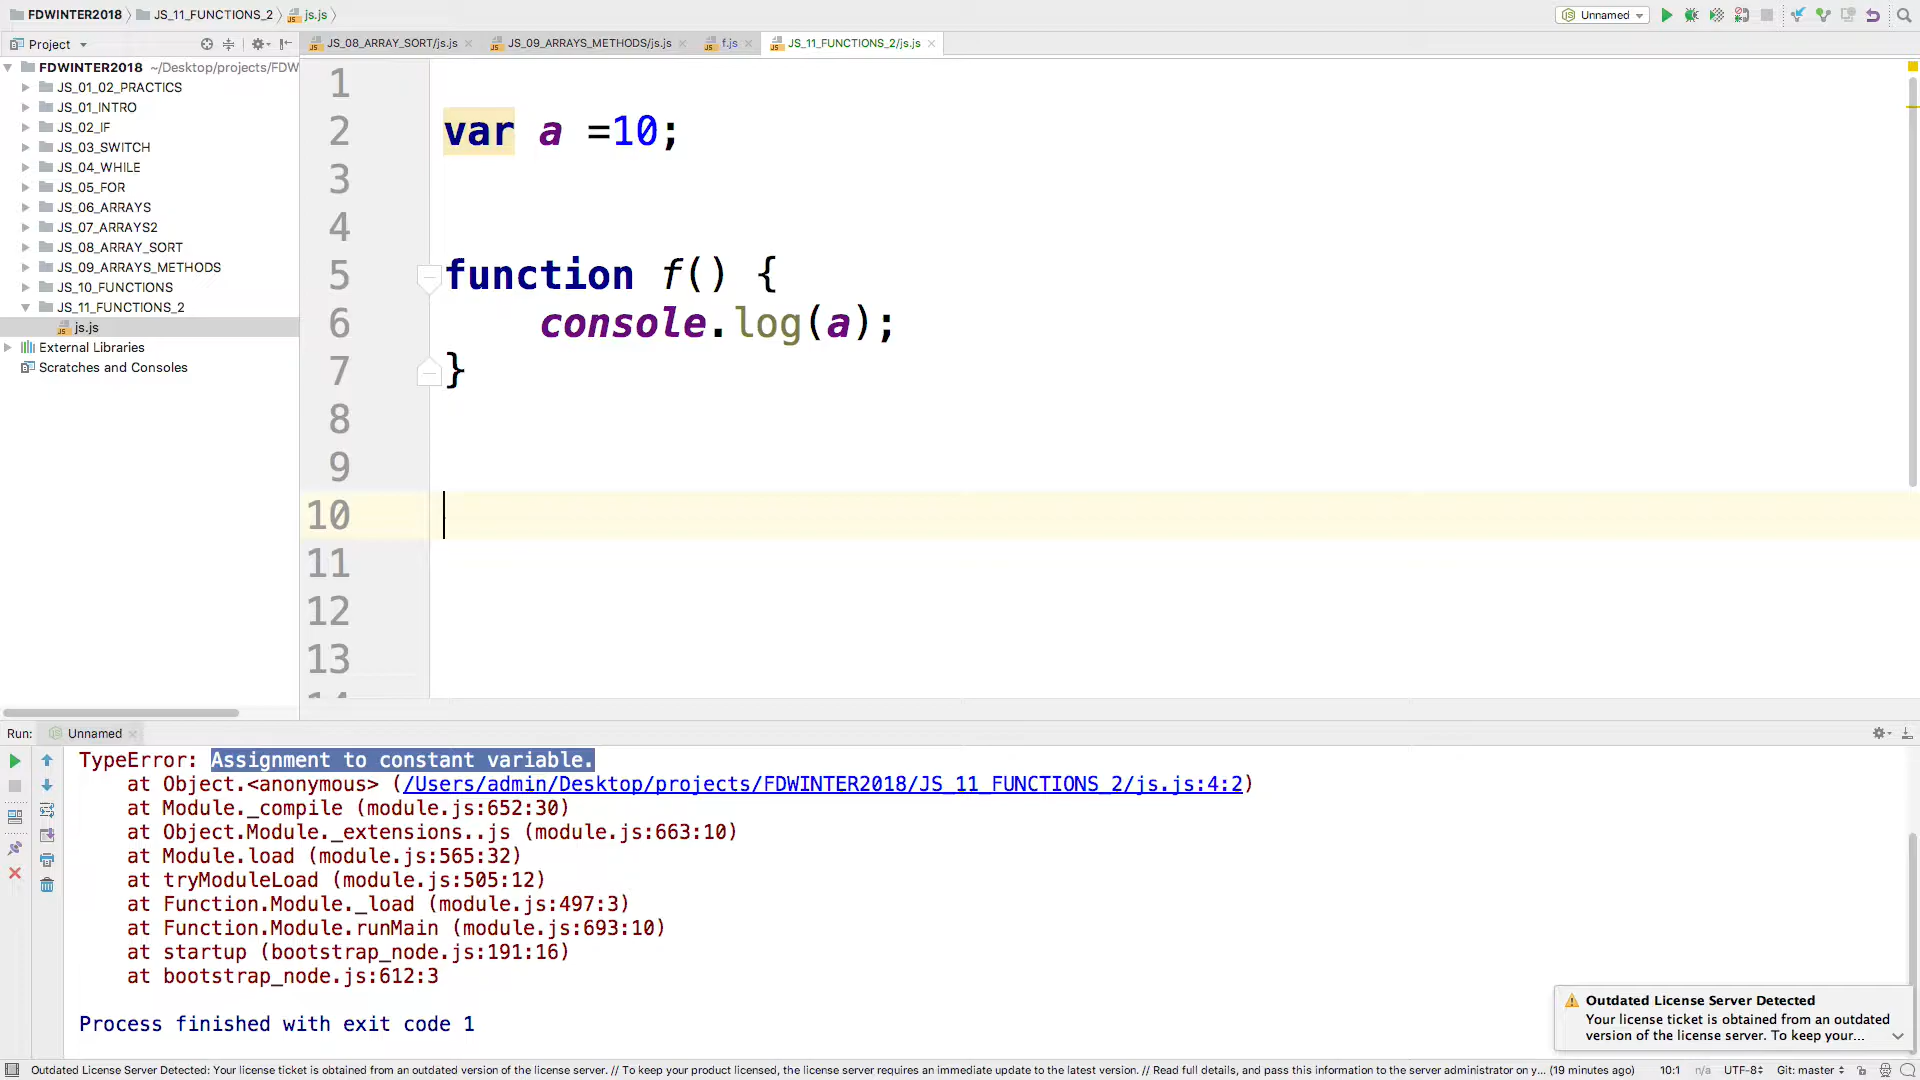 FDWINTER2018 JS_11_FUNCTIONS_2 js.js Unnamed
Project JS_08_ARRAY_SORT/js.js JS_09_ARRAYS_METHODS/js.js f.js JS_11_FUNCTIONS_2/js.js
FDWINTER2018 ~/Desktop/projects/FDW
JS_01_02_PRACTICS
JS_01_INTRO
JS_02_IF
JS_03_SWITCH
JS_04_WHILE
JS_05_FOR
JS_06_ARRAYS
JS_07_ARRAYS2
JS_08_ARRAY_SORT
JS_09_ARRAYS_METHODS
JS_10_FUNCTIONS
JS_11_FUNCTIONS_2
js.js
External Libraries
Scratches and Consoles
1
2 var a =10;
3
4
5 function f() {
6 console.log(a);
7 }
8
9
10
11
12
13
Run: Unnamed
TypeError: Assignment to constant variable.
at Object.<anonymous> (/Users/admin/Desktop/projects/FDWINTER2018/JS_11_FUNCTIONS_2/js.js:4:2)
at Module._compile (module.js:652:30)
at Object.Module._extensions..js (module.js:663:10)
at Module.load (module.js:565:32)
at tryModuleLoad (module.js:505:12)
at Function.Module._load (module.js:497:3)
at Function.Module.runMain (module.js:693:10)
at startup (bootstrap_node.js:191:16)
at bootstrap_node.js:612:3
Process finished with exit code 1
Outdated License Server Detected
Your license ticket is obtained from an outdated
version of the license server. To keep your...
Outdated License Server Detected: Your license ticket is obtained from an outdated version of the license server. // To keep your product licensed, the license server requires an immediate update to the latest version. // Read full details, and pass this information to the server administrator on y... (19 minutes ago) 10:1 n/a UTF-8 Git: master